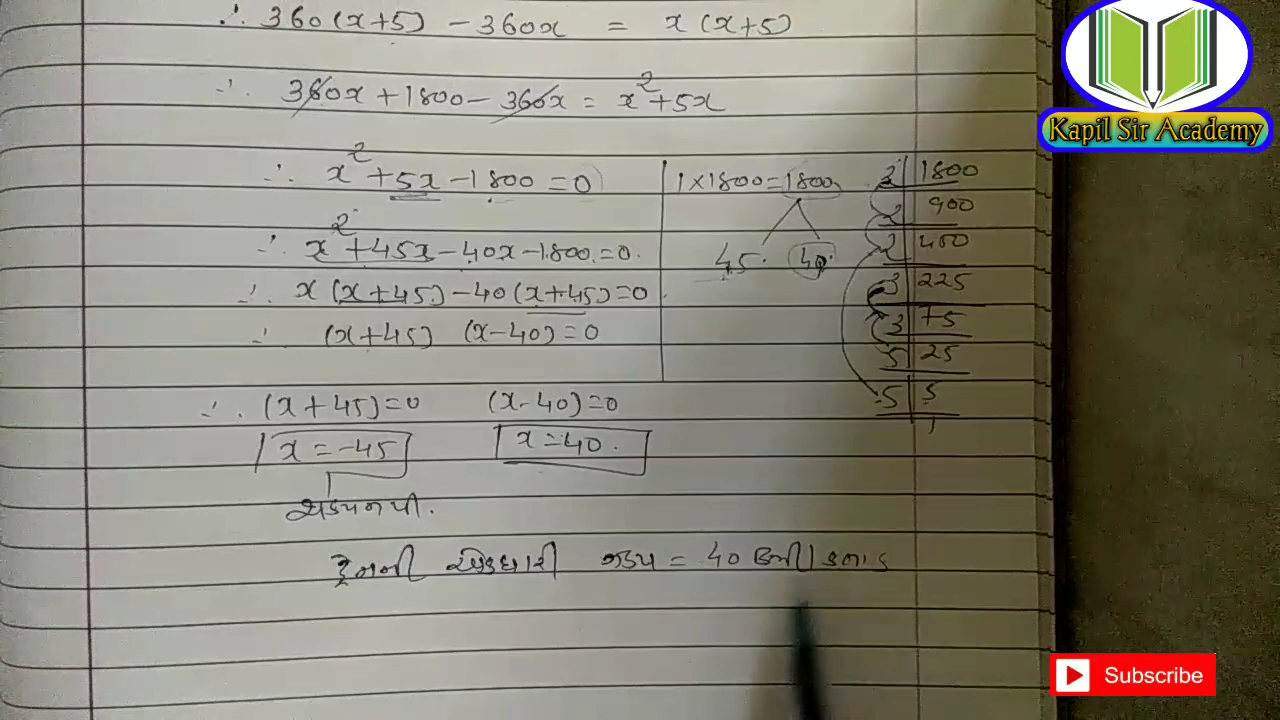 ∴ 360(x+5) - 360x = x(x+5)
∴ 360x + 1800 - 360x = x² + 5x
∴ x² + 5x - 1800 = 0
∴ x² + 45x - 40x - 1800 = 0.
∴ x(x+45) - 40(x+45) = 0
∴ (x+45) (x-40) = 0
∴ (x+45) = 0 (x-40) = 0
x = -45 x = 40.
શક્ય નથી.
ટ્રેનની એકધારી ઝડપ = 40 કિમી/કલાક
1×1800 = 1800
45. 40.
2 | 1800
2 | 900
2 | 450
3 | 225
3 | 75
5 | 25
5 | 5
1
Kapil Sir Academy
Subscribe